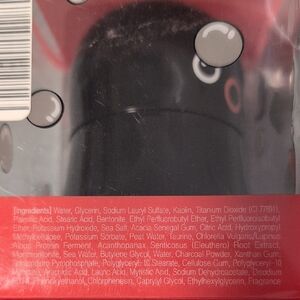 [Ingredients] Water, Glycerin, Sodium Lauryl Sulfate, Kaolin, Titanium Dioxide (CI 77891),
Palmitic Acid, Stearic Acid, Bentonite, Ethyl Perfluorobutyl Ether, Ethyl Perfluoroisobutyl
Ether, Potassium Hydroxide, Sea Salt, Acacia Senegal Gum, Citric Acid, Hydroxypropyl
Methylcellulose, Potassium Sorbate, Peat Water, Taurine, Chlorella Vulgaris/Lupinus
Albus Protein Ferment, Acanthopanax Senticosus (Eleuthero) Root Extract,
Montmorillonite, Sea Water, Butylene Glycol, Water, Charcoal Powder, Xanthan Gum,
Tetrasodium Pyrophosphate, Polyglyceryl-10 Stearate, Cellulose Gum, Polyglyceryl-10
Myristate, Arachidic Acid, Lauric Acid, Myristic Acid, Sodium Dehydroacetate, Disodium
Phenoxyethanol, Chlorphenesin, Caprylyl Glycol, Ethylhexylglycerin, Fragrance